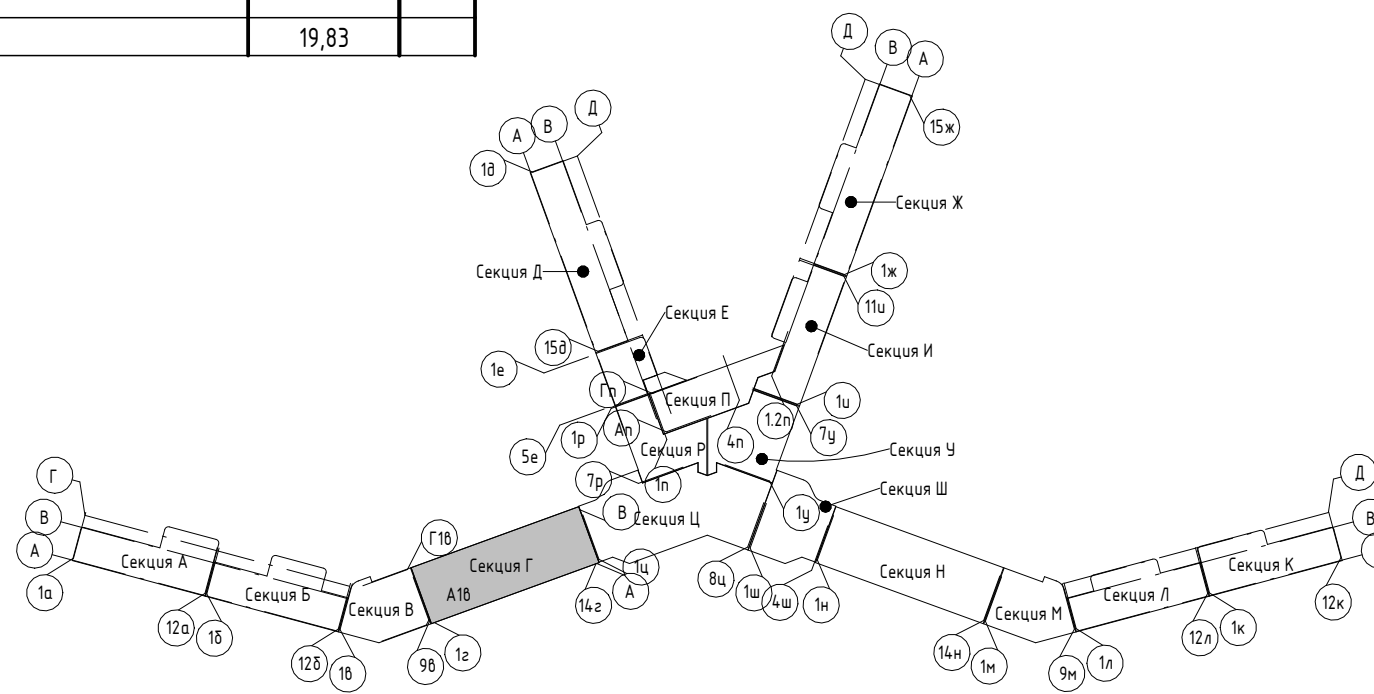 19,83
Д
В
А
15ж
Д
В
А
1д
Секция Ж
Секция Д
1ж
11и
Секция Е
Секция И
15д
1е
Гп
Секция П
1и
1.2п
7у
Ап
1р
4п
5е
Секция Р
Секция У
7р
1п
Г
Д
Секция Ш
В
В
Секция Ц
1у
В
А
Г1в
Секция А
Секция Г
1ц
А
8ц
Секция Н
Секция К
1а
Секция Б
А1в
14г
1ш
4ш
1н
Секция Л
Секция В
Секция М
12к
12а
1б
12л
1к
12б
1в
9в
1г
14н
1м
9м
1л